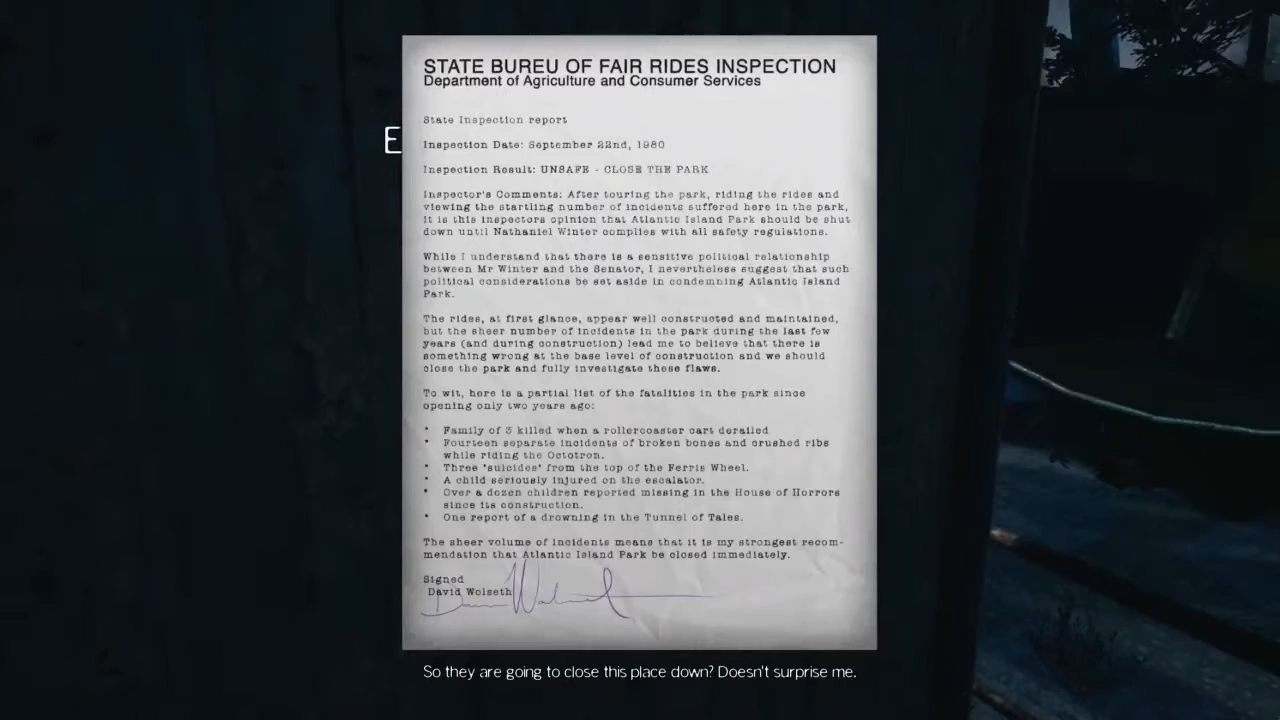 STATE BUREU OF FAIR RIDES INSPECTION
Department of Agriculture and Consumer Services
E
State Inspection report
Inspection Date: September 22nd, 1980
Inspection Result: UNSAFE - CLOSE THE PARK
Inspector's Comments: After touring the park, riding the rides and
viewing the startling number of incidents suffered here in the park,
it is this inspectors opinion that Atlantic Island Park should be shut
down until Nathaniel Winter complies with all safety regulations.
While I understand that there is a sensitive political relationship
between Mr Winter and the Senator, I nevertheless suggest that such
political considerations be set aside in condemning Atlantic Island
Park.
The rides, at first glance, appear well constructed and maintained,
but the sheer number of incidents in the park during the last few
years (and during construction) lead me to believe that there is
something wrong at the base level of construction and we should
close the park and fully investigate these flaws.
To wit, here is a partial list of the fatalities in the park since
opening only two years ago:
* Family of 3 killed when a rollercoaster cart derailed
* Fourteen separate incidents of broken bones and crushed ribs
while riding the Octotron.
* Three 'suicides' from the top of the Ferris Wheel.
* A child seriously injured on the escalator.
* Over a dozen children reported missing in the House of Horrors
since its construction.
* One report of a drowning in the Tunnel of Tales.
The sheer volume of incidents means that it is my strongest recom-
mendation that Atlantic Island Park be closed immediately.
Signed
David Wolseth
So they are going to close this place down? Doesn't surprise me.